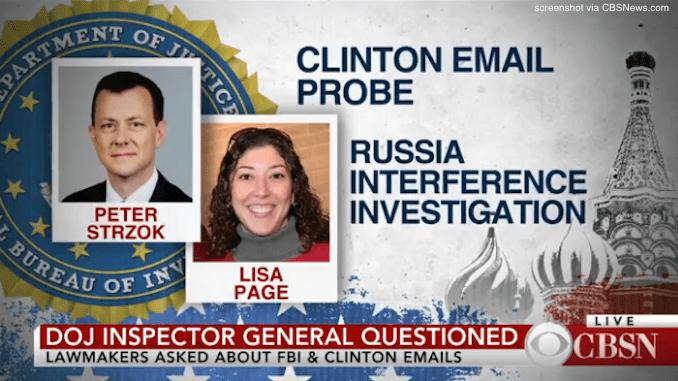 screenshot via CBSNews.com
CLINTON EMAIL
PROBE
RUSSIA
INTERFERENCE
INVESTIGATION
PARTMENT OF JUSTICE
BUREAU OF INV
PETER
STRZOK
LISA
PAGE
LIVE
DOJ INSPECTOR GENERAL QUESTIONED
CBSN
LAWMAKERS ASKED ABOUT FBI & CLINTON EMAILS